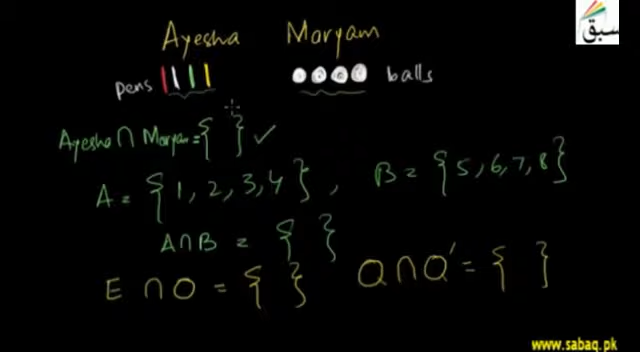 سبق
Ayesha Maryam
pens balls
Ayesha ∩ Maryam = { } ✓
A = { 1, 2, 3, 4 } , B = { 5, 6, 7, 8 }
A∩B = { }
E ∩ O = { } Q ∩ Q' = { }
www.sabaq.pk